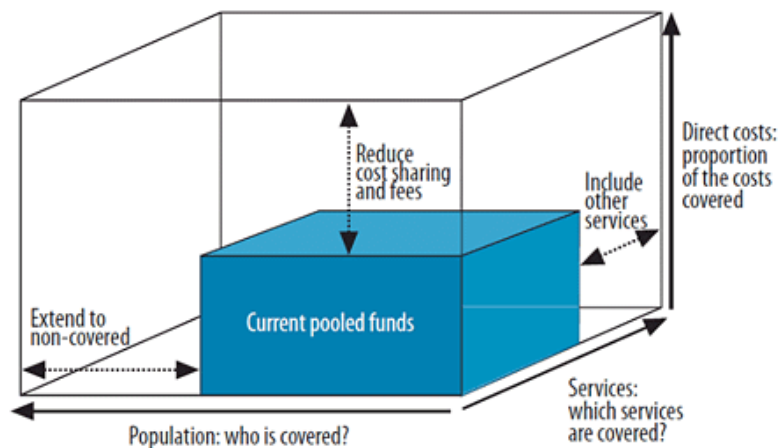 Reduce
cost sharing
and fees
Include
other
services
Direct costs:
proportion
of the costs
covered
Extend to
non-covered
Current pooled funds
Services:
which services
are covered?
Population: who is covered?